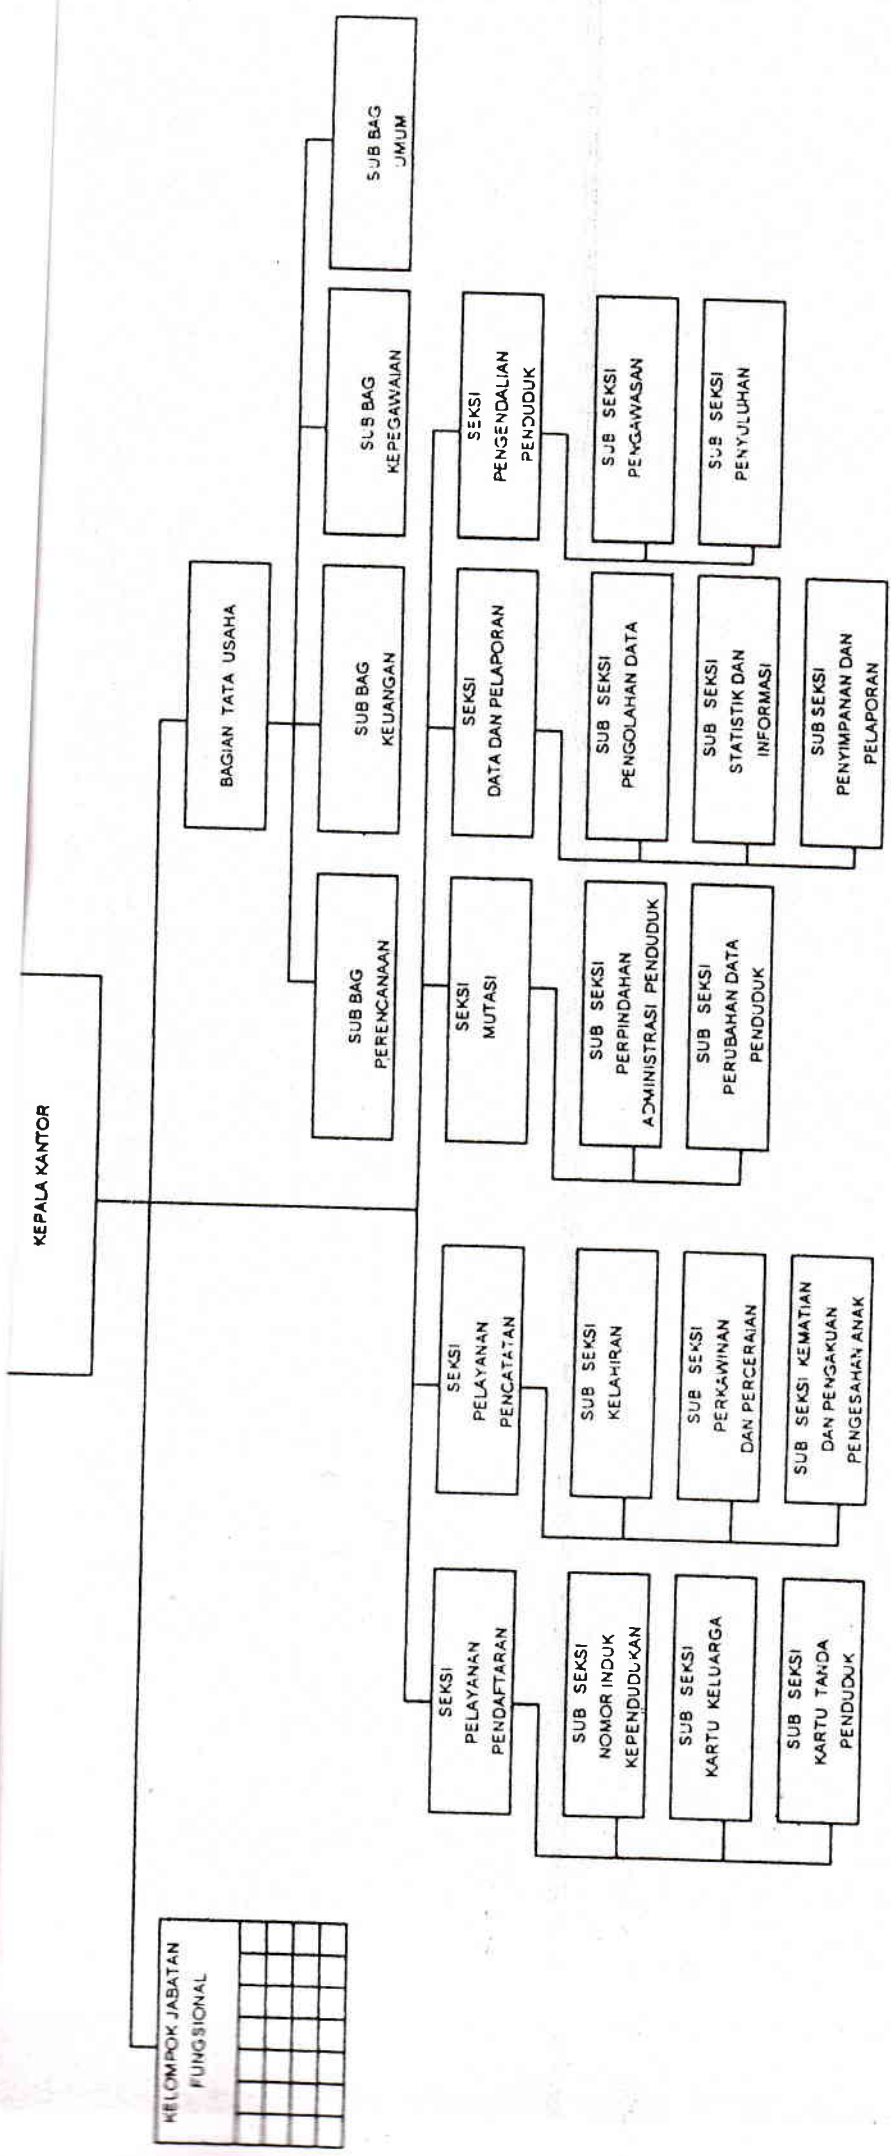 KEPALA KANTOR
KELOMPOK JABATAN
FUNGSIONAL
BAGIAN TATA USAHA
SUB BAG
PERENCANAAN
SUB BAG
KEUANGAN
SUB BAG
KEPEGAWAIAN
SUB BAG
UMUM
SEKSI
PELAYANAN
PENDAFTARAN
SEKSI
PELAYANAN
PENCATATAN
SEKSI
MUTASI
SEKSI
DATA DAN PELAPORAN
SEKSI
PENGENDALIAN
PENDUDUK
SUB SEKSI
NOMOR INDUK
KEPENDUDUKAN
SUB SEKSI
KARTU KELUARGA
SUB SEKSI
KARTU TANDA
PENDUDUK
SUB SEKSI
KELAHIRAN
SUB SEKSI
PERKAWINAN
DAN PERCERAIAN
SUB SEKSI KEMATIAN
DAN PENGAKUAN
PENGESAHAN ANAK
SUB SEKSI
PERPINDAHAN
ADMINISTRASI PENDUDUK
SUB SEKSI
PERUBAHAN DATA
PENDUDUK
SUB SEKSI
PENGOLAHAN DATA
SUB SEKSI
STATISTIK DAN
INFORMASI
SUB SEKSI
PENYIMPANAN DAN
PELAPORAN
SUB SEKSI
PENGAWASAN
SUB SEKSI
PENYULUHAN